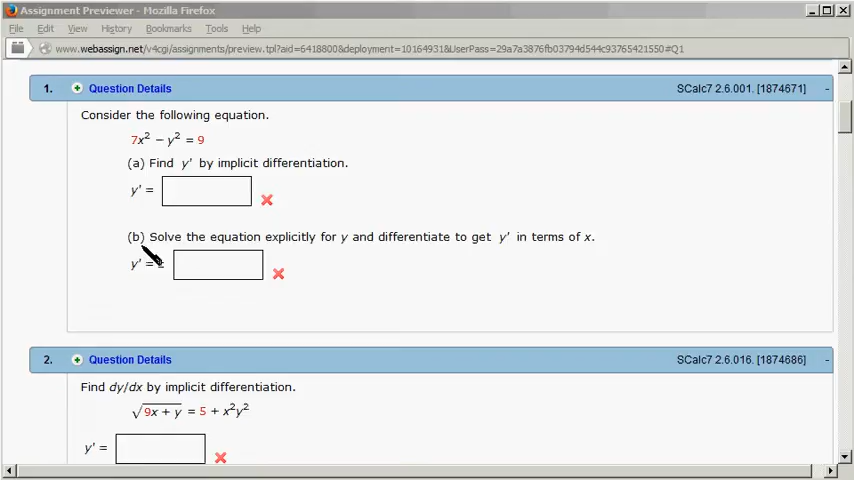 Assignment Previewer - Mozilla Firefox
File Edit View History Bookmarks Tools Help
www.webassign.net/v4cgi/assignments/preview.tpl?aid=6418800&deployment=10164931&UserPass=29a7a3876fb03794d544c93765421550#Q1
1. Question Details SCalc7 2.6.001. [1874671] -
Consider the following equation.
7x² − y² = 9
(a) Find y' by implicit differentiation.
y' =
(b) Solve the equation explicitly for y and differentiate to get y' in terms of x.
y' = ±
2. Question Details SCalc7 2.6.016. [1874686] -
Find dy/dx by implicit differentiation.
√(9x + y) = 5 + x²y²
y' =